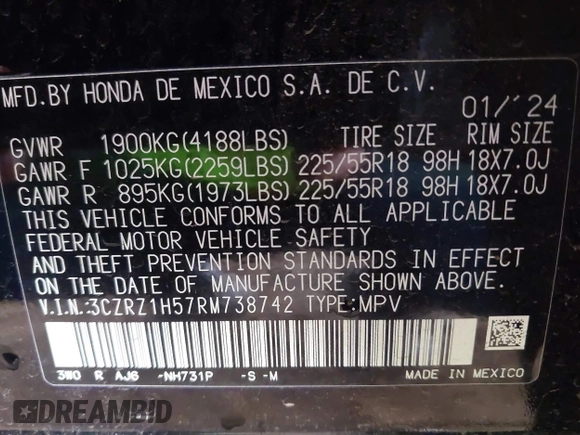 MFD.BY HONDA DE MEXICO S.A. DE C.V.
01/'24
GVWR 1900KG(4188LBS) TIRE SIZE RIM SIZE
GAWR F 1025KG(2259LBS) 225/55R18 98H 18X7.0J
GAWR R 895KG(1973LBS) 225/55R18 98H 18X7.0J
THIS VEHICLE CONFORMS TO ALL APPLICABLE
FEDERAL MOTOR VEHICLE SAFETY
AND THEFT PREVENTION STANDARDS IN EFFECT
ON THE DATE OF MANUFACTURE SHOWN ABOVE.
V.I.N.:3CZRZ1H57RM738742 TYPE:MPV
3W0 R AJ6 -NH731P -S -M
MADE IN MEXICO
DREAMBID